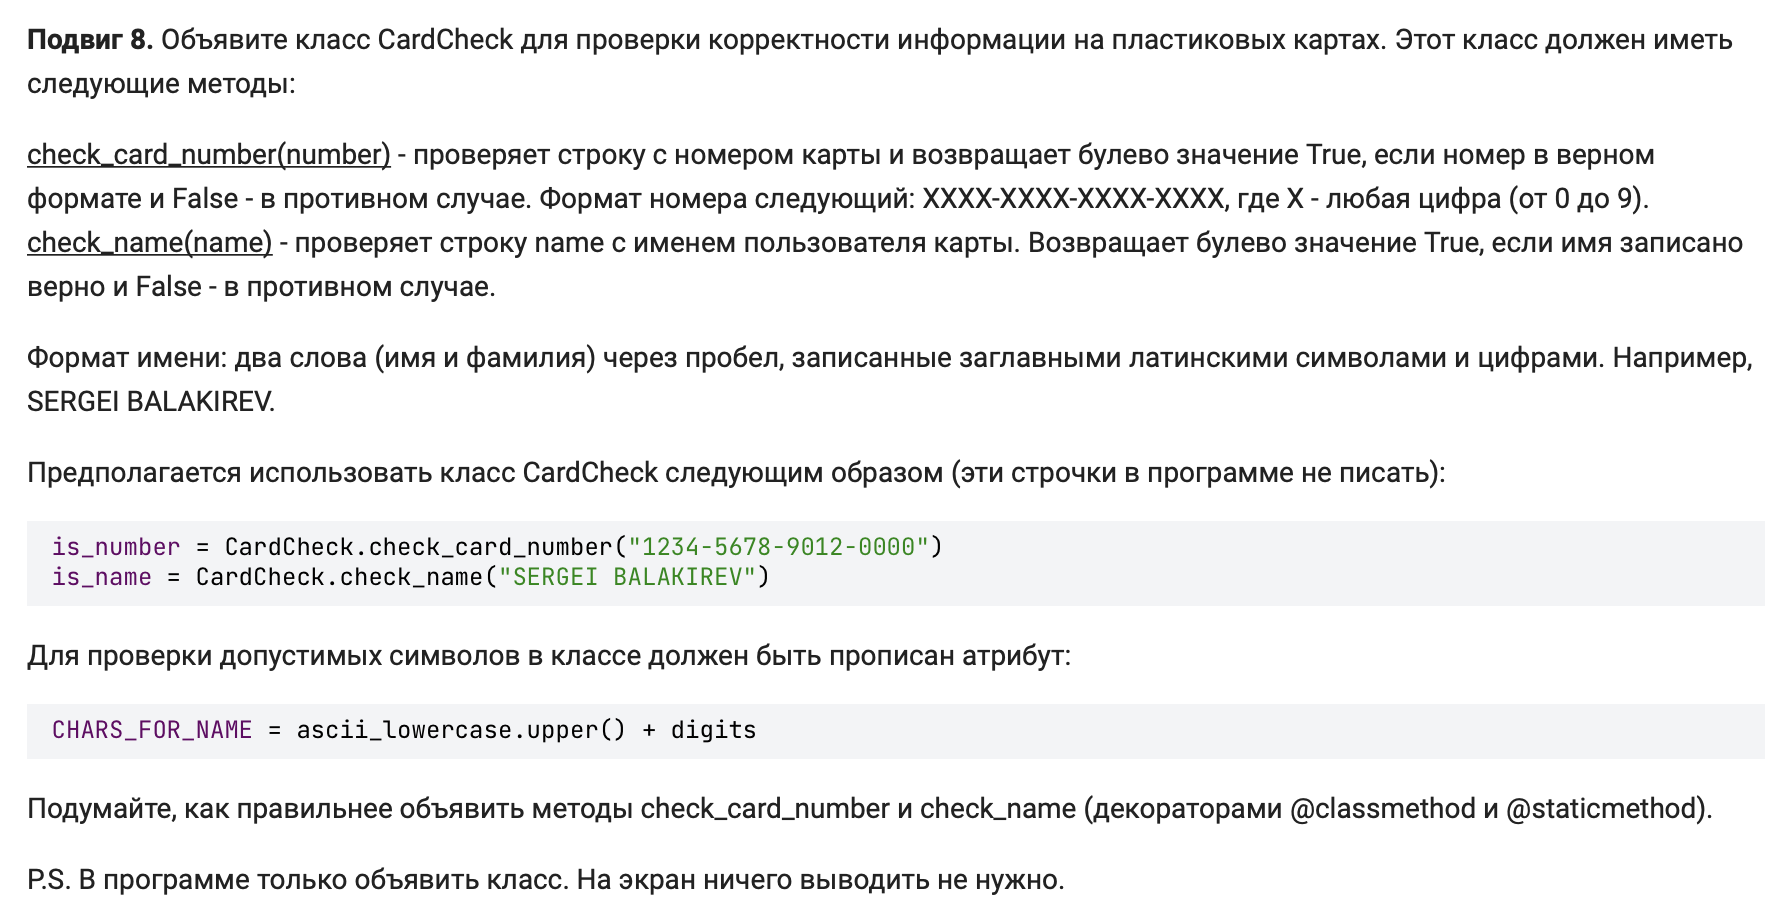 Подвиг 8. Объявите класс CardCheck для проверки корректности информации на пластиковых картах. Этот класс должен иметь
следующие методы:
check_card_number(number) - проверяет строку с номером карты и возвращает булево значение True, если номер в верном
формате и False - в противном случае. Формат номера следующий: XXXX-XXXX-XXXX-XXXX, где X - любая цифра (от 0 до 9).
check_name(name) - проверяет строку name с именем пользователя карты. Возвращает булево значение True, если имя записано
верно и False - в противном случае.
Формат имени: два слова (имя и фамилия) через пробел, записанные заглавными латинскими символами и цифрами. Например,
SERGEI BALAKIREV.
Предполагается использовать класс CardCheck следующим образом (эти строчки в программе не писать):
is_number = CardCheck.check_card_number("1234-5678-9012-0000")
is_name = CardCheck.check_name("SERGEI BALAKIREV")
Для проверки допустимых символов в классе должен быть прописан атрибут:
CHARS_FOR_NAME = ascii_lowercase.upper() + digits
Подумайте, как правильнее объявить методы check_card_number и check_name (декораторами @classmethod и @staticmethod).
P.S. В программе только объявить класс. На экран ничего выводить не нужно.